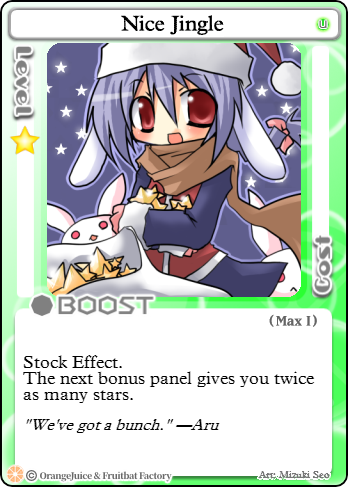 Nice Jingle
U
Level
Cost
BOOST
(Max 1)
Stock Effect.
The next bonus panel gives you twice
as many stars.
"We've got a bunch." —Aru
© OrangeJuice & Fruitbat Factory
Art: Mizuki Seo